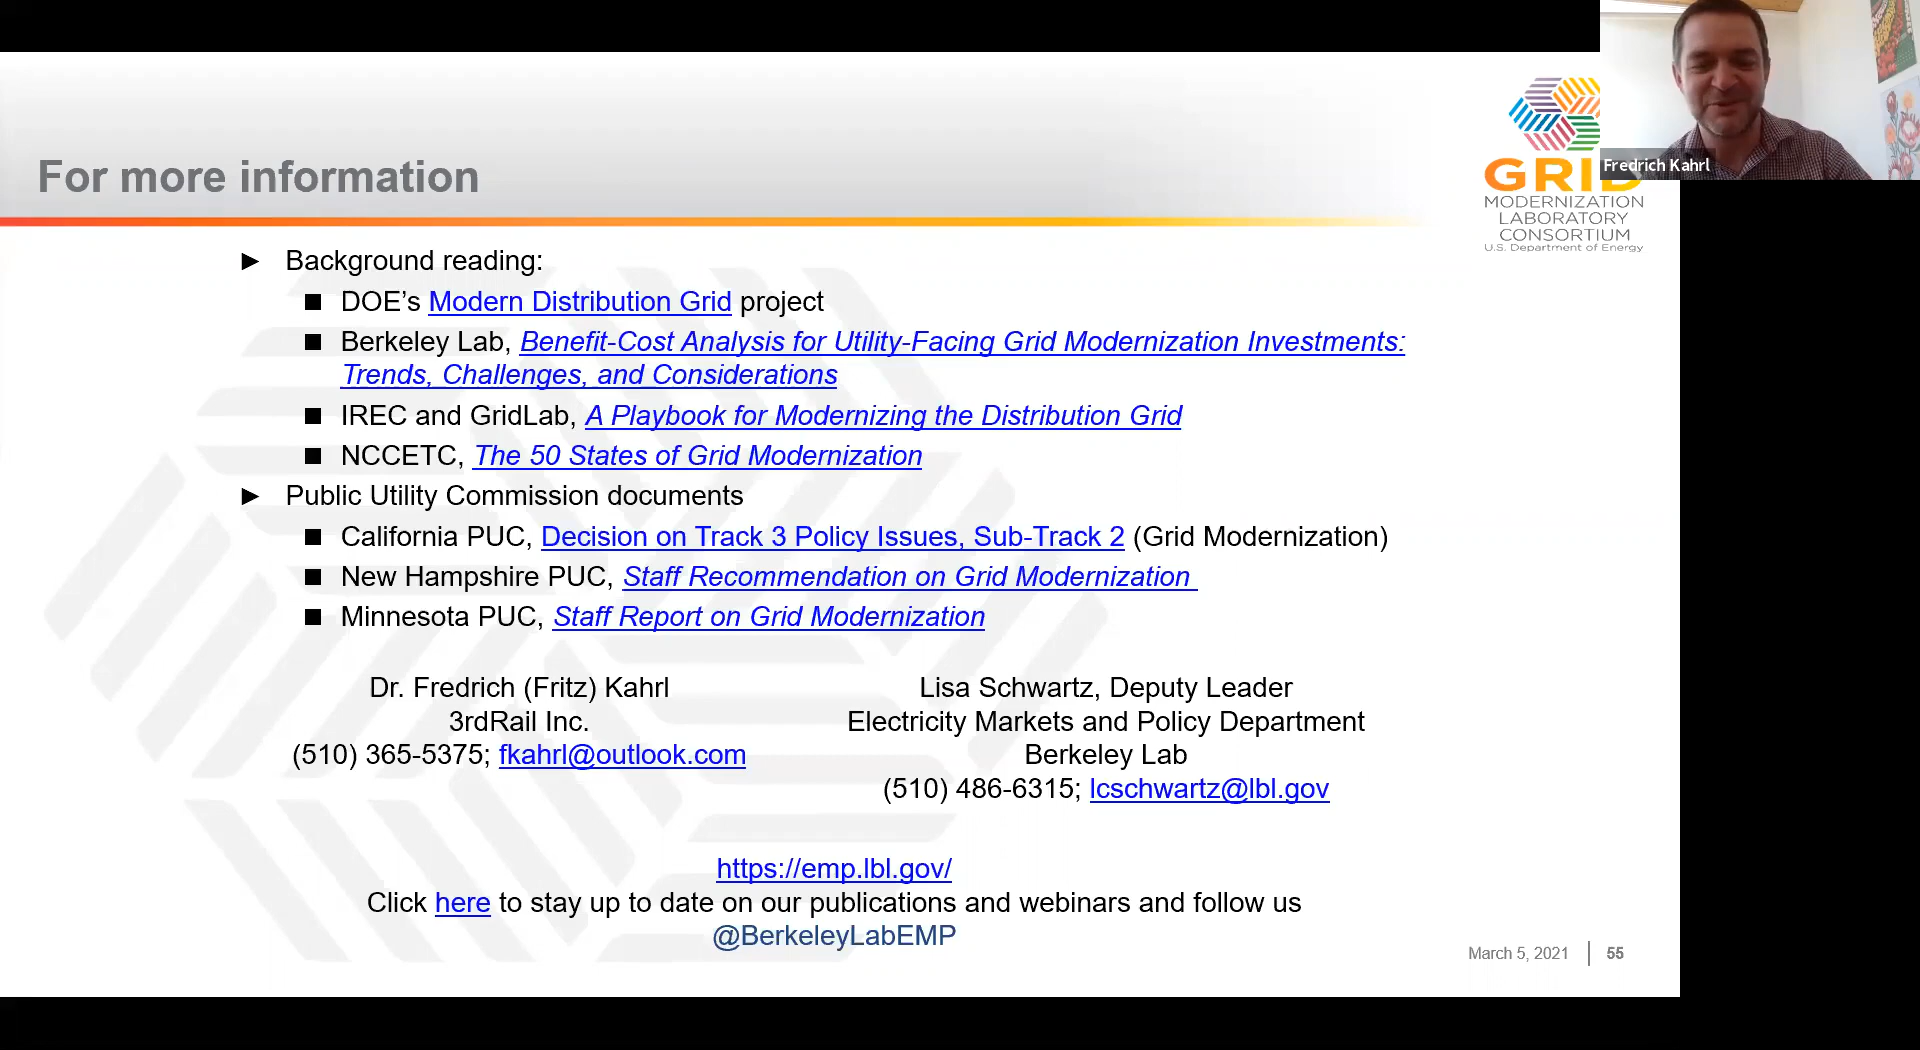 For more information
GRID
MODERNIZATION
LABORATORY
CONSORTIUM
U.S. Department of Energy
Fredrich Kahrl
► Background reading:
■ DOE’s Modern Distribution Grid project
■ Berkeley Lab, Benefit-Cost Analysis for Utility-Facing Grid Modernization Investments:
Trends, Challenges, and Considerations
■ IREC and GridLab, A Playbook for Modernizing the Distribution Grid
■ NCCETC, The 50 States of Grid Modernization
► Public Utility Commission documents
■ California PUC, Decision on Track 3 Policy Issues, Sub-Track 2 (Grid Modernization)
■ New Hampshire PUC, Staff Recommendation on Grid Modernization
■ Minnesota PUC, Staff Report on Grid Modernization
Dr. Fredrich (Fritz) Kahrl
3rdRail Inc.
(510) 365-5375; fkahrl@outlook.com
Lisa Schwartz, Deputy Leader
Electricity Markets and Policy Department
Berkeley Lab
(510) 486-6315; lcschwartz@lbl.gov
https://emp.lbl.gov/
Click here to stay up to date on our publications and webinars and follow us
@BerkeleyLabEMP
March 5, 2021 | 55